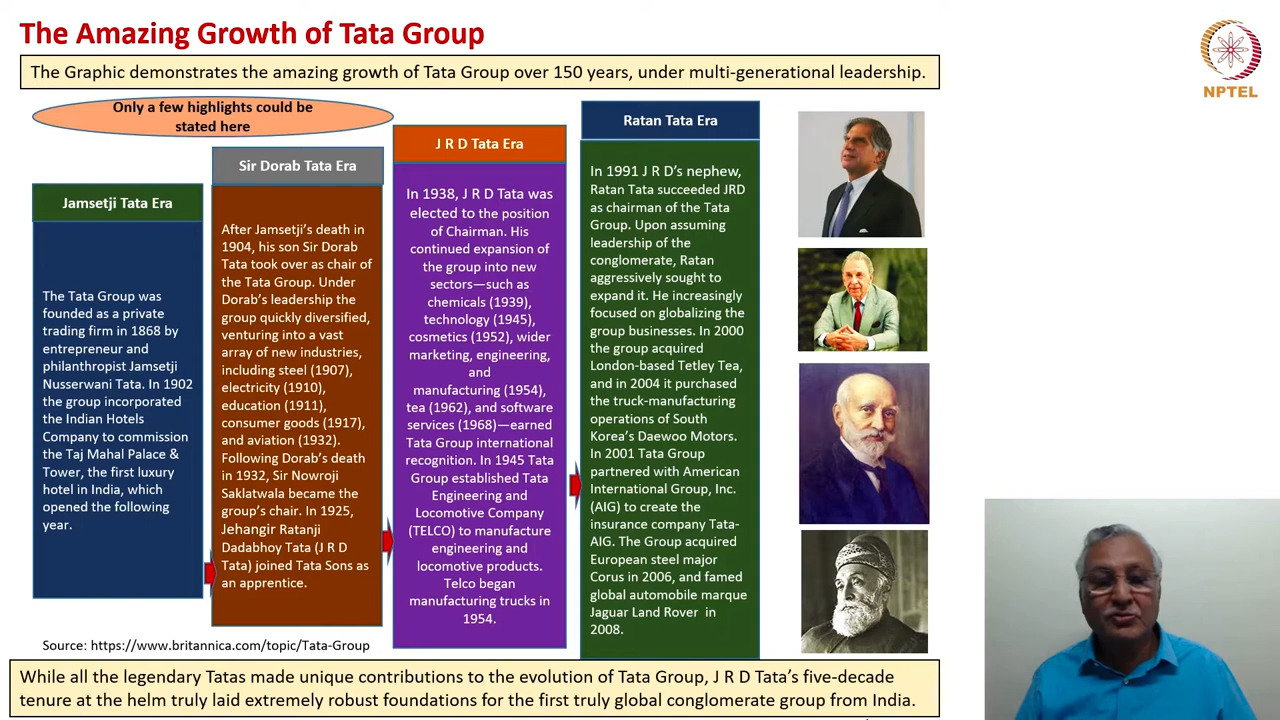 The Amazing Growth of Tata Group
NPTEL
The Graphic demonstrates the amazing growth of Tata Group over 150 years, under multi-generational leadership.
Only a few highlights could be
stated here
Jamsetji Tata Era
The Tata Group was
founded as a private
trading firm in 1868 by
entrepreneur and
philanthropist Jamsetji
Nusserwani Tata. In 1902
the group incorporated
the Indian Hotels
Company to commission
the Taj Mahal Palace &
Tower, the first luxury
hotel in India, which
opened the following
year.
Sir Dorab Tata Era
After Jamsetji's death in
1904, his son Sir Dorab
Tata took over as chair of
the Tata Group. Under
Dorab's leadership the
group quickly diversified,
venturing into a vast
array of new industries,
including steel (1907),
electricity (1910),
education (1911),
consumer goods (1917),
and aviation (1932).
Following Dorab's death
in 1932, Sir Nowroji
Saklatwala became the
group's chair. In 1925,
Jehangir Ratanji
Dadabhoy Tata (J R D
Tata) joined Tata Sons as
an apprentice.
J R D Tata Era
In 1938, J R D Tata was
elected to the position
of Chairman. His
continued expansion of
the group into new
sectors—such as
chemicals (1939),
technology (1945),
cosmetics (1952), wider
marketing, engineering,
and
manufacturing (1954),
tea (1962), and software
services (1968)—earned
Tata Group international
recognition. In 1945 Tata
Group established Tata
Engineering and
Locomotive Company
(TELCO) to manufacture
engineering and
locomotive products.
Telco began
manufacturing trucks in
1954.
Ratan Tata Era
In 1991 J R D's nephew,
Ratan Tata succeeded JRD
as chairman of the Tata
Group. Upon assuming
leadership of the
conglomerate, Ratan
aggressively sought to
expand it. He increasingly
focused on globalizing the
group businesses. In 2000
the group acquired
London-based Tetley Tea,
and in 2004 it purchased
the truck-manufacturing
operations of South
Korea's Daewoo Motors.
In 2001 Tata Group
partnered with American
International Group, Inc.
(AIG) to create the
insurance company Tata-
AIG. The Group acquired
European steel major
Corus in 2006, and famed
global automobile marque
Jaguar Land Rover in
2008.
Source: https://www.britannica.com/topic/Tata-Group
While all the legendary Tatas made unique contributions to the evolution of Tata Group, J R D Tata's five-decade
tenure at the helm truly laid extremely robust foundations for the first truly global conglomerate group from India.